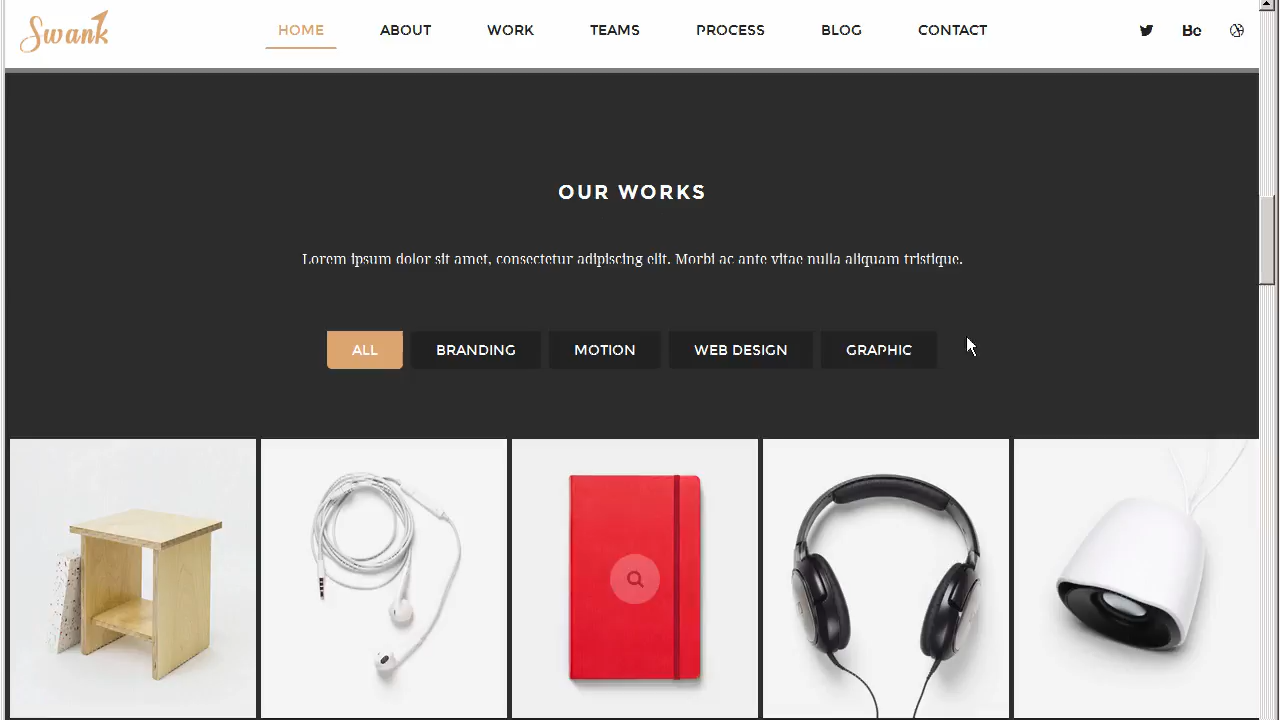 Swank
HOME ABOUT WORK TEAMS PROCESS BLOG CONTACT Bē
OUR WORKS
Lorem ipsum dolor sit amet, consectetur adipiscing elit. Morbi ac ante vitae nulla aliquam tristique.
ALL BRANDING MOTION WEB DESIGN GRAPHIC